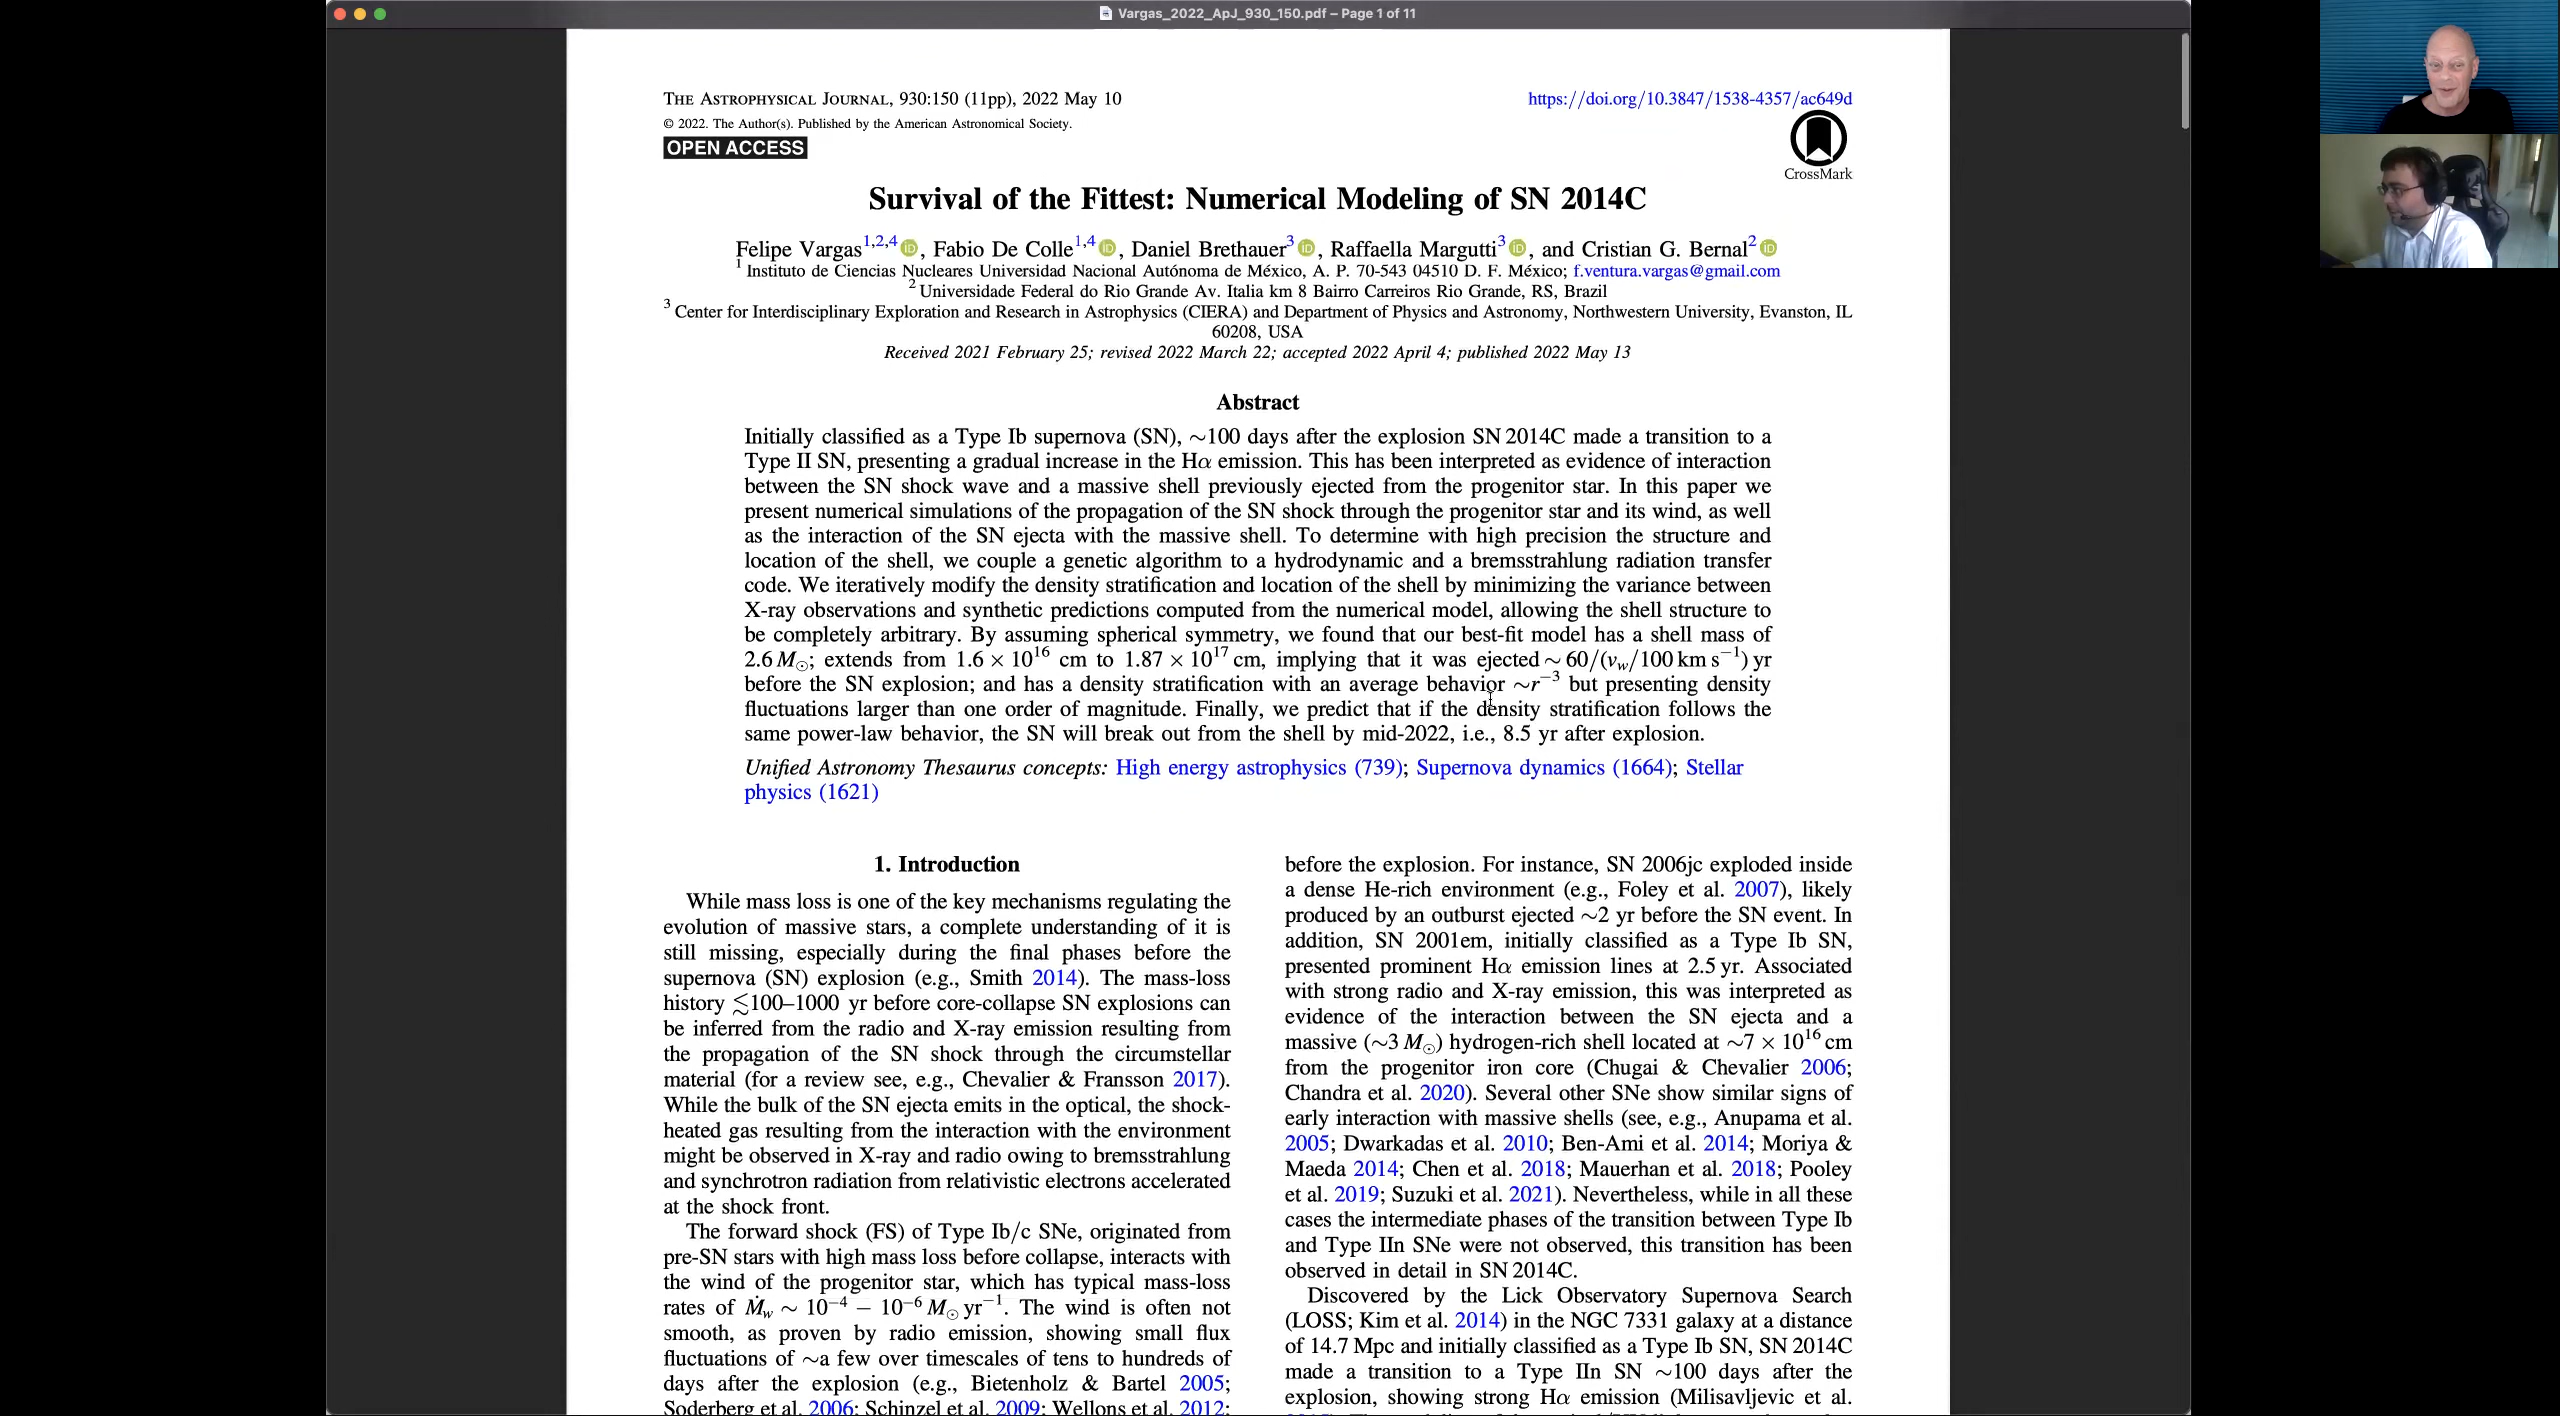 Vargas_2022_ApJ_930_150.pdf – Page 1 of 11
THE ASTROPHYSICAL JOURNAL, 930:150 (11pp), 2022 May 10
https://doi.org/10.3847/1538-4357/ac649d
© 2022. The Author(s). Published by the American Astronomical Society.
OPEN ACCESS
CrossMark
Survival of the Fittest: Numerical Modeling of SN 2014C
Felipe Vargas1,2,4 iD, Fabio De Colle1,4 iD, Daniel Brethauer3 iD, Raffaella Margutti3 iD, and Cristian G. Bernal2 iD
1 Instituto de Ciencias Nucleares Universidad Nacional Autónoma de México, A. P. 70-543 04510 D. F. México; f.ventura.vargas@gmail.com
2 Universidade Federal do Rio Grande Av. Italia km 8 Bairro Carreiros Rio Grande, RS, Brazil
3 Center for Interdisciplinary Exploration and Research in Astrophysics (CIERA) and Department of Physics and Astronomy, Northwestern University, Evanston, IL
60208, USA
Received 2021 February 25; revised 2022 March 22; accepted 2022 April 4; published 2022 May 13
Abstract
Initially classified as a Type Ib supernova (SN), ∼100 days after the explosion SN 2014C made a transition to a
Type II SN, presenting a gradual increase in the Hα emission. This has been interpreted as evidence of interaction
between the SN shock wave and a massive shell previously ejected from the progenitor star. In this paper we
present numerical simulations of the propagation of the SN shock through the progenitor star and its wind, as well
as the interaction of the SN ejecta with the massive shell. To determine with high precision the structure and
location of the shell, we couple a genetic algorithm to a hydrodynamic and a bremsstrahlung radiation transfer
code. We iteratively modify the density stratification and location of the shell by minimizing the variance between
X-ray observations and synthetic predictions computed from the numerical model, allowing the shell structure to
be completely arbitrary. By assuming spherical symmetry, we found that our best-fit model has a shell mass of
2.6 M⊙; extends from 1.6 × 10¹⁶ cm to 1.87 × 10¹⁷ cm, implying that it was ejected ∼ 60/(v_w/100 km s⁻¹) yr
before the SN explosion; and has a density stratification with an average behavior ∼r⁻³ but presenting density
fluctuations larger than one order of magnitude. Finally, we predict that if the density stratification follows the
same power-law behavior, the SN will break out from the shell by mid-2022, i.e., 8.5 yr after explosion.
Unified Astronomy Thesaurus concepts: High energy astrophysics (739); Supernova dynamics (1664); Stellar
physics (1621)
1. Introduction
While mass loss is one of the key mechanisms regulating the
evolution of massive stars, a complete understanding of it is
still missing, especially during the final phases before the
supernova (SN) explosion (e.g., Smith 2014). The mass-loss
history ≲100–1000 yr before core-collapse SN explosions can
be inferred from the radio and X-ray emission resulting from
the propagation of the SN shock through the circumstellar
material (for a review see, e.g., Chevalier & Fransson 2017).
While the bulk of the SN ejecta emits in the optical, the shock-
heated gas resulting from the interaction with the environment
might be observed in X-ray and radio owing to bremsstrahlung
and synchrotron radiation from relativistic electrons accelerated
at the shock front.
The forward shock (FS) of Type Ib/c SNe, originated from
pre-SN stars with high mass loss before collapse, interacts with
the wind of the progenitor star, which has typical mass-loss
rates of Ṁ_w ∼ 10⁻⁴ − 10⁻⁶ M⊙ yr⁻¹. The wind is often not
smooth, as proven by radio emission, showing small flux
fluctuations of ∼a few over timescales of tens to hundreds of
days after the explosion (e.g., Bietenholz & Bartel 2005;
Soderberg et al. 2006; Schinzel et al. 2009; Wellons et al. 2012;
before the explosion. For instance, SN 2006jc exploded inside
a dense He-rich environment (e.g., Foley et al. 2007), likely
produced by an outburst ejected ∼2 yr before the SN event. In
addition, SN 2001em, initially classified as a Type Ib SN,
presented prominent Hα emission lines at 2.5 yr. Associated
with strong radio and X-ray emission, this was interpreted as
evidence of the interaction between the SN ejecta and a
massive (∼3 M⊙) hydrogen-rich shell located at ∼7 × 10¹⁶ cm
from the progenitor iron core (Chugai & Chevalier 2006;
Chandra et al. 2020). Several other SNe show similar signs of
early interaction with massive shells (see, e.g., Anupama et al.
2005; Dwarkadas et al. 2010; Ben-Ami et al. 2014; Moriya &
Maeda 2014; Chen et al. 2018; Mauerhan et al. 2018; Pooley
et al. 2019; Suzuki et al. 2021). Nevertheless, while in all these
cases the intermediate phases of the transition between Type Ib
and Type IIn SNe were not observed, this transition has been
observed in detail in SN 2014C.
Discovered by the Lick Observatory Supernova Search
(LOSS; Kim et al. 2014) in the NGC 7331 galaxy at a distance
of 14.7 Mpc and initially classified as a Type Ib SN, SN 2014C
made a transition to a Type IIn SN ∼100 days after the
explosion, showing strong Hα emission (Milisavljevic et al.